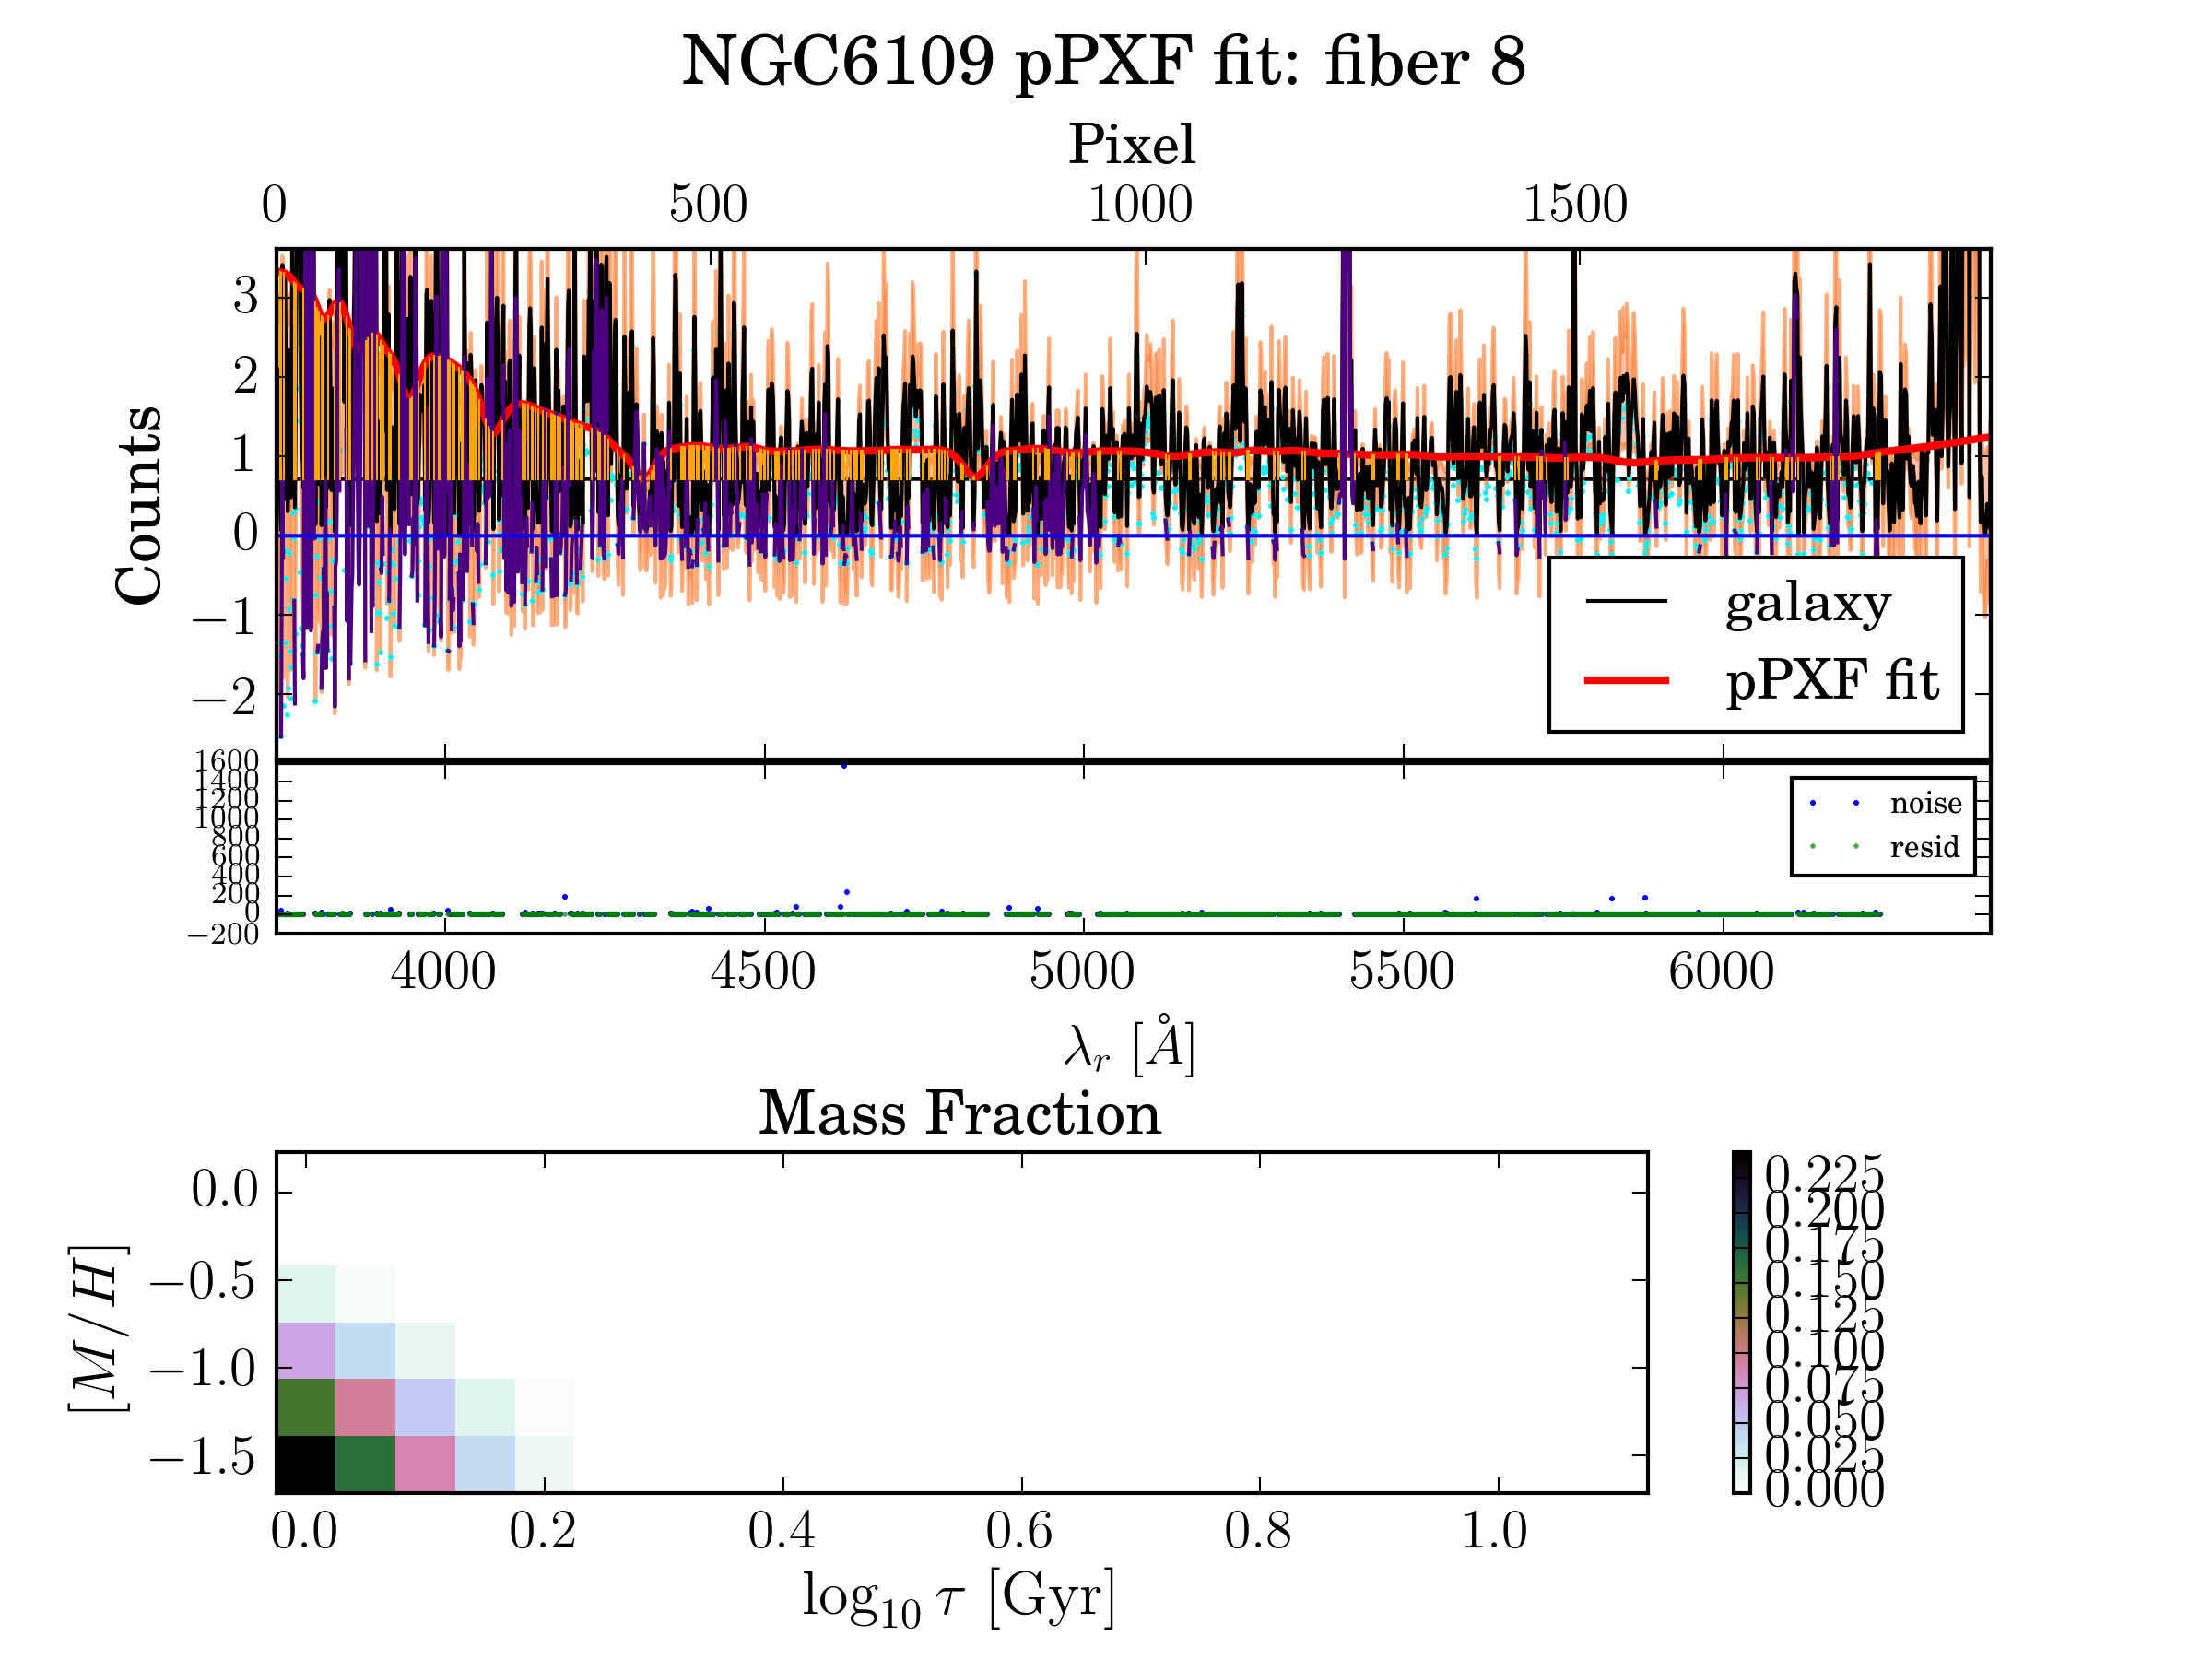 NGC6109 pPXF fit: fiber 8
Pixel
0 500 1000 1500
3
2
1
0
−1
−2
Counts
galaxy
pPXF fit
1600
1400
1200
1000
800
600
400
200
0
−200
noise
resid
4000 4500 5000 5500 6000
λr [Å]
Mass Fraction
0.0
−0.5
−1.0
−1.5
[M/H]
0.0 0.2 0.4 0.6 0.8 1.0
log10 τ [Gyr]
0.225
0.200
0.175
0.150
0.125
0.100
0.075
0.050
0.025
0.000